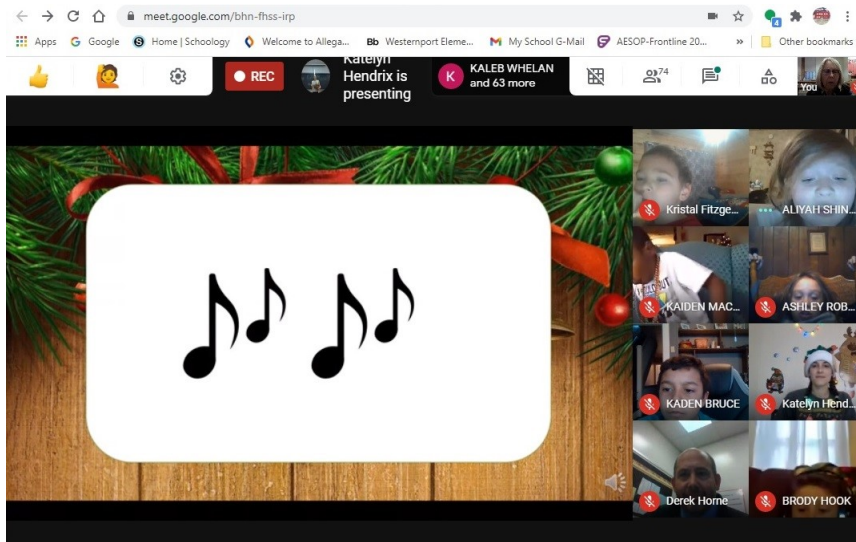 meet.google.com/bhn-fhss-irp
Apps Google Home | Schoology Welcome to Allega... Bb Westernport Eleme... My School G-Mail AESOP-Frontline 20... » Other bookmarks
REC
Katelyn
Hendrix is
presenting
K
KALEB WHELAN
and 63 more
74
You
4
Kristal Fitzge...
ALIYAH SHIN...
KAIDEN MAC...
ASHLEY ROB...
KADEN BRUCE
Katelyn Hend...
Derek Horne
BRODY HOOK